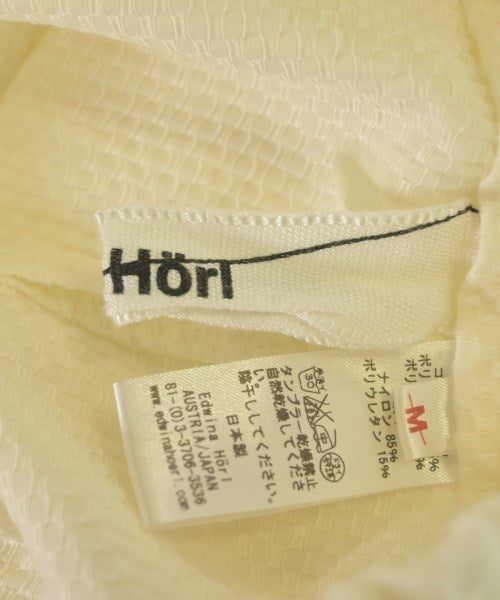 Hörl
M
コ
ポリ %
ポリ %
ナイロン 85%
ポリウレタン 15%
30
タンブラー乾燥禁止
自然乾燥してくださ
い。
陰干ししてください。
日本製
Edwina Hörl
AUSTRIA/JAPAN
81-(0)3-3706-3536
www.edwinahoerl.com